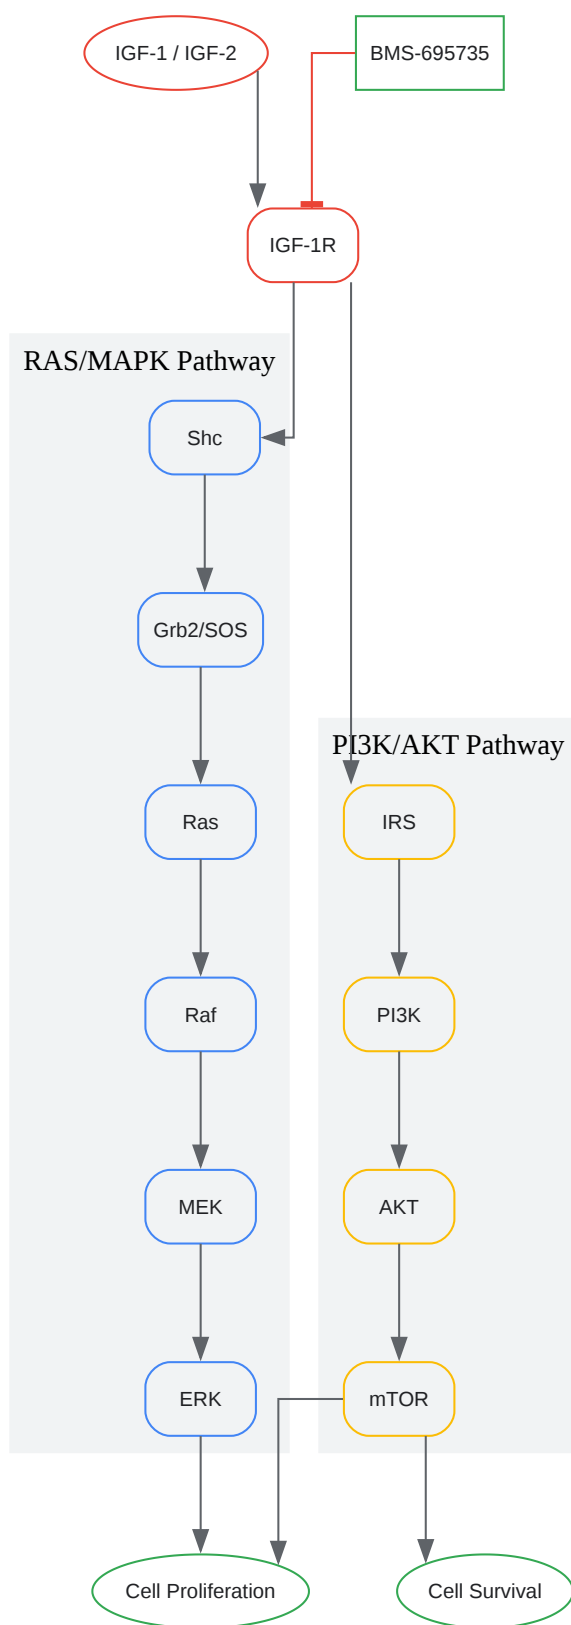 IGF-1 / IGF-2
BMS-695735
IGF-1R
RAS/MAPK Pathway
Shc
Grb2/SOS
PI3K/AKT Pathway
Ras
IRS
Raf
PI3K
MEK
AKT
ERK
mTOR
Cell Proliferation
Cell Survival